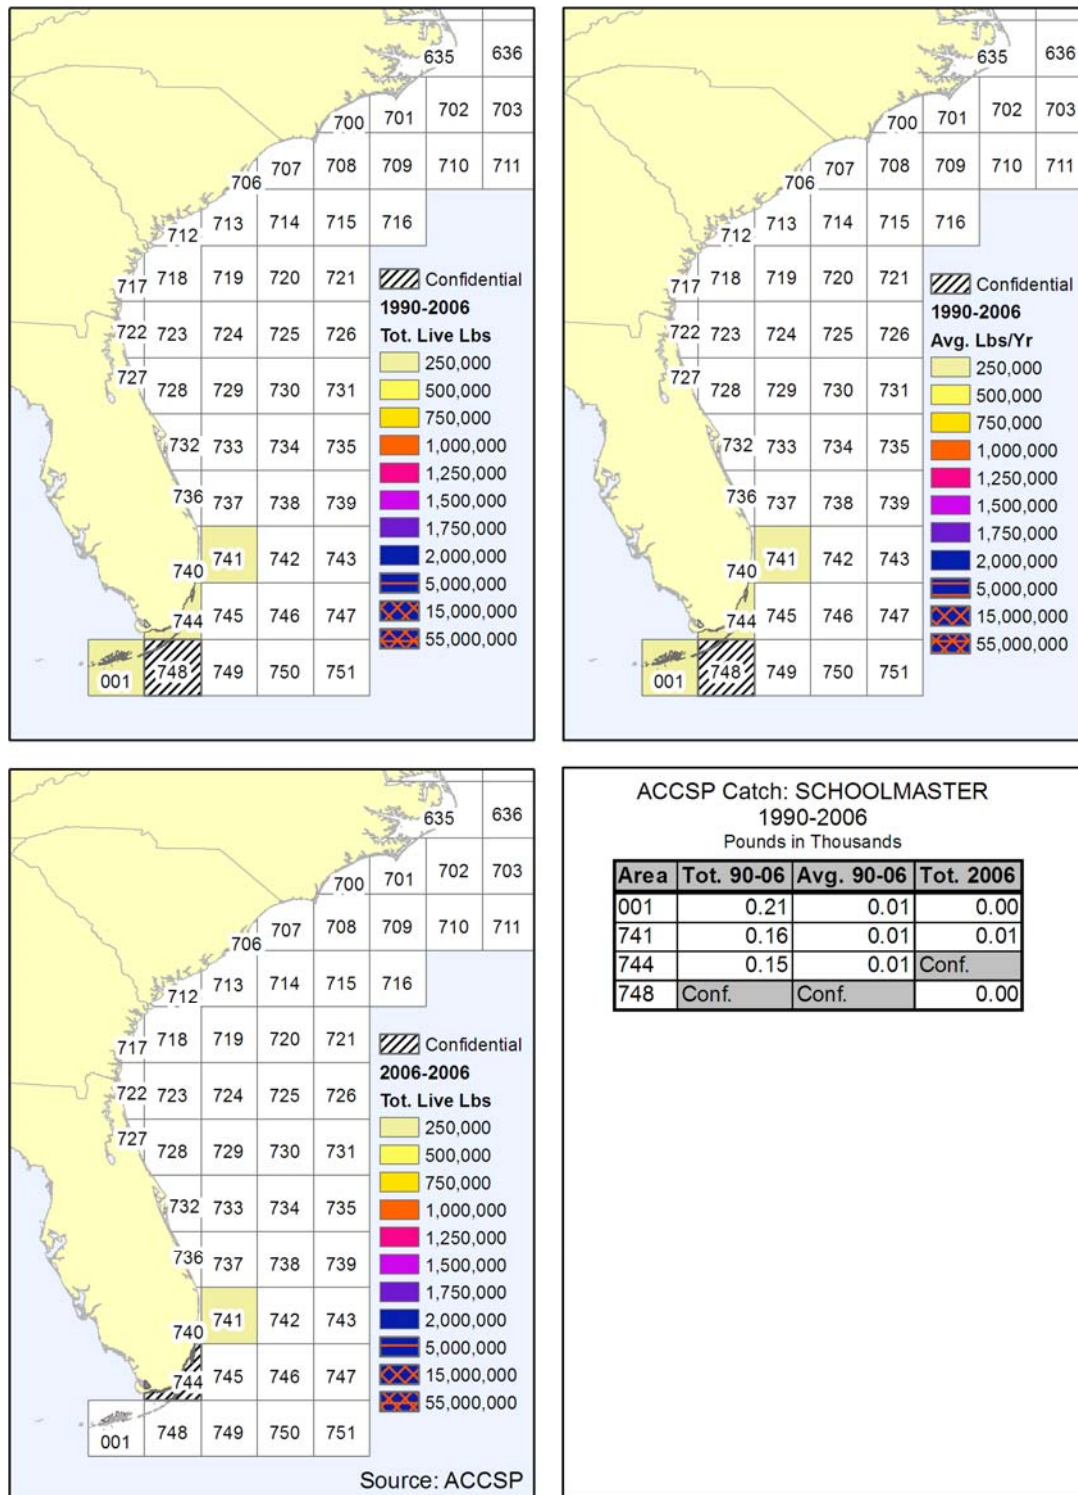 635 636
700 701 702 703
706 707 708 709 710 711
712 713 714 715 716
717 718 719 720 721
722 723 724 725 726
727 728 729 730 731
732 733 734 735
736 737 738 739
740 741 742 743
744 745 746 747
001 748 749 750 751
Confidential
1990-2006
Tot. Live Lbs
250,000
500,000
750,000
1,000,000
1,250,000
1,500,000
1,750,000
2,000,000
5,000,000
15,000,000
55,000,000
635 636
700 701 702 703
706 707 708 709 710 711
712 713 714 715 716
717 718 719 720 721
722 723 724 725 726
727 728 729 730 731
732 733 734 735
736 737 738 739
740 741 742 743
744 745 746 747
001 748 749 750 751
Confidential
1990-2006
Avg. Lbs/Yr
250,000
500,000
750,000
1,000,000
1,250,000
1,500,000
1,750,000
2,000,000
5,000,000
15,000,000
55,000,000
635 636
700 701 702 703
706 707 708 709 710 711
712 713 714 715 716
717 718 719 720 721
722 723 724 725 726
727 728 729 730 731
732 733 734 735
736 737 738 739
740 741 742 743
744 745 746 747
001 748 749 750 751
Confidential
2006-2006
Tot. Live Lbs
250,000
500,000
750,000
1,000,000
1,250,000
1,500,000
1,750,000
2,000,000
5,000,000
15,000,000
55,000,000
Source: ACCSP
ACCSP Catch: SCHOOLMASTER
1990-2006
Pounds in Thousands
Area Tot. 90-06 Avg. 90-06 Tot. 2006
001 0.21 0.01 0.00
741 0.16 0.01 0.01
744 0.15 0.01 Conf.
748 Conf. Conf. 0.00